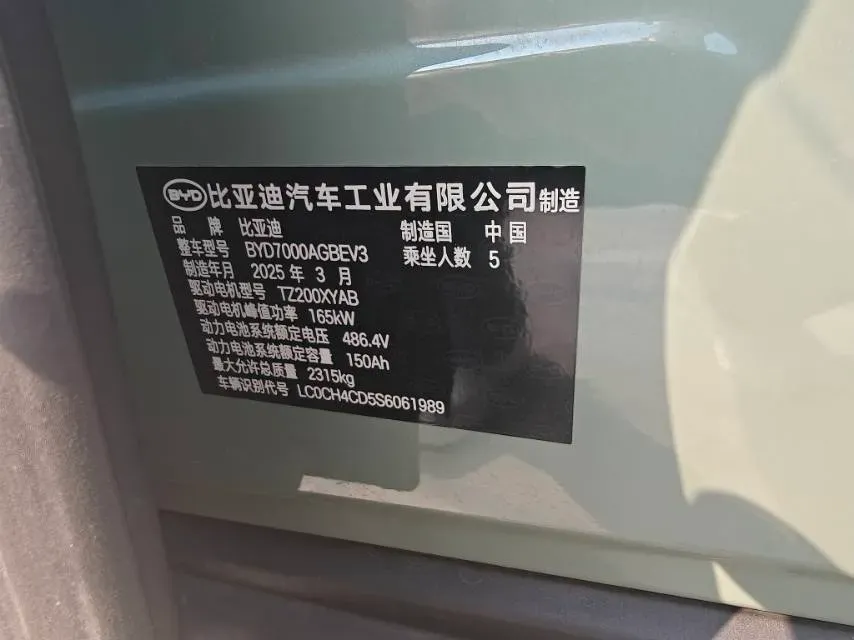 BYD 比亚迪汽车工业有限公司制造
品牌 比亚迪 制造国 中国
整车型号 BYD7000AGBEV3 乘坐人数 5
制造年月 2025 年 3 月
驱动电机型号 TZ200XYAB
驱动电机峰值功率 165kW
动力电池系统额定电压 486.4V
动力电池系统额定容量 150Ah
最大允许总质量 2315kg
车辆识别代号 LC0CH4CD5S6061989